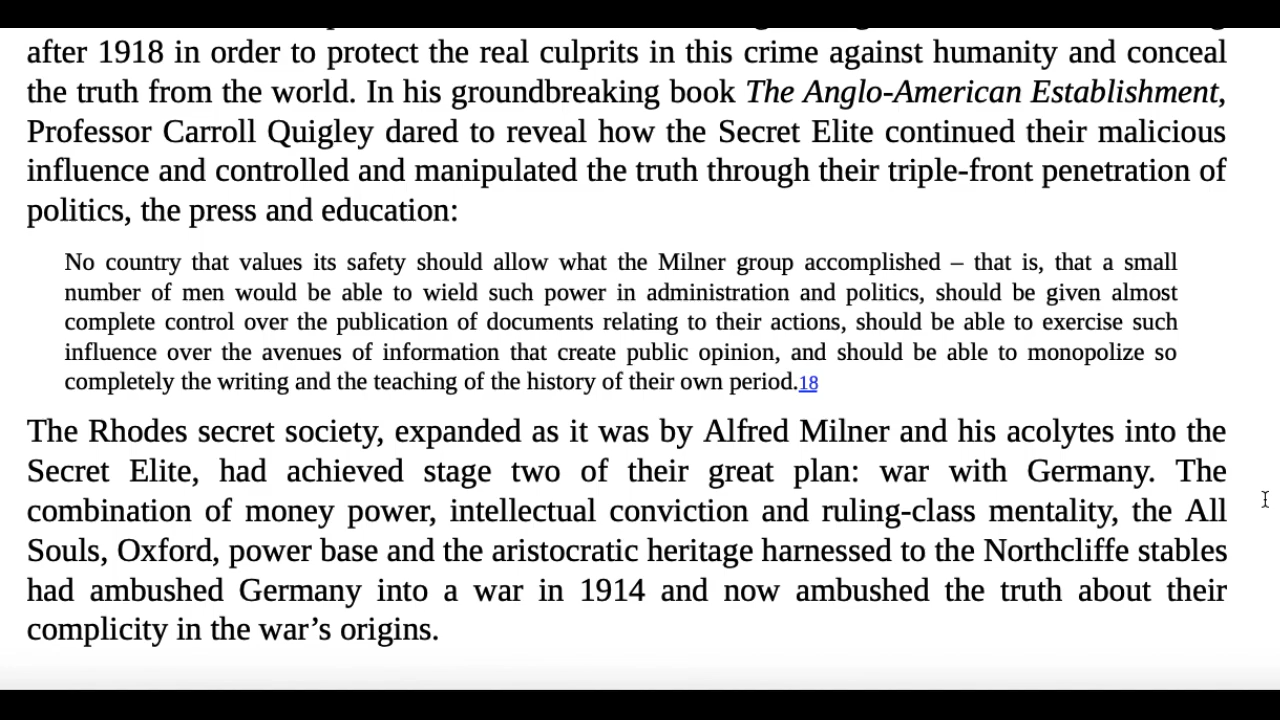 after 1918 in order to protect the real culprits in this crime against humanity and conceal
the truth from the world. In his groundbreaking book The Anglo-American Establishment,
Professor Carroll Quigley dared to reveal how the Secret Elite continued their malicious
influence and controlled and manipulated the truth through their triple-front penetration of
politics, the press and education:
No country that values its safety should allow what the Milner group accomplished – that is, that a small
number of men would be able to wield such power in administration and politics, should be given almost
complete control over the publication of documents relating to their actions, should be able to exercise such
influence over the avenues of information that create public opinion, and should be able to monopolize so
completely the writing and the teaching of the history of their own period.18
The Rhodes secret society, expanded as it was by Alfred Milner and his acolytes into the
Secret Elite, had achieved stage two of their great plan: war with Germany. The
combination of money power, intellectual conviction and ruling-class mentality, the All
Souls, Oxford, power base and the aristocratic heritage harnessed to the Northcliffe stables
had ambushed Germany into a war in 1914 and now ambushed the truth about their
complicity in the war’s origins.